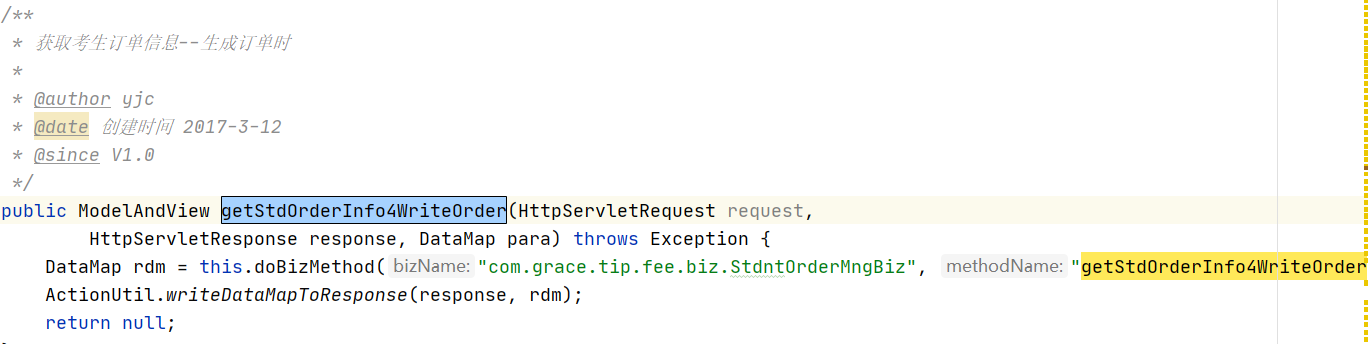 /**
 * 获取考生订单信息--生成订单时
 *
 * @author yjc
 * @date 创建时间 2017-3-12
 * @since V1.0
 */
public ModelAndView getStdOrderInfo4WriteOrder(HttpServletRequest request,
        HttpServletResponse response, DataMap para) throws Exception {
    DataMap rdm = this.doBizMethod( bizName: "com.grace.tip.fee.biz.StdntOrderMngBiz", methodName: "getStdOrderInfo4WriteOrder
    ActionUtil.writeDataMapToResponse(response, rdm);
    return null;